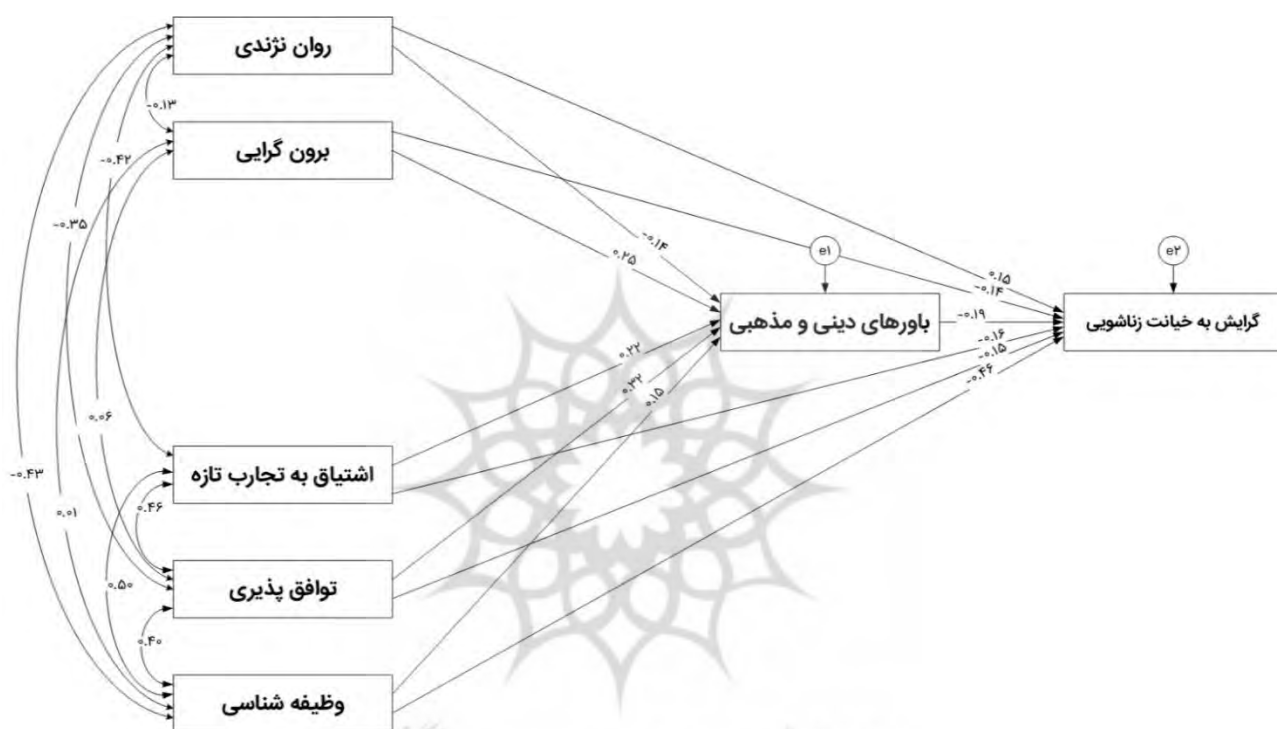 روان نژندی
-۰.۱۳
برون گرایی
-۰.۴۲
-۰.۳۵
-۰.۱۴
۰.۲۵
e۱
e۲
۰.۱۵
-۰.۱۴
باورهای دینی و مذهبی
-۰.۱۹
گرایش به خیانت زناشویی
-۰.۱۶
-۰.۱۵
-۰.۴۶
۰.۲۲
۰.۳۲
۰.۱۵
۰.۰۶
-۰.۴۳
اشتیاق به تجارب تازه
۰.۰۱
۰.۴۶
توافق پذیری
۰.۵۰
۰.۴۰
وظیفه شناسی